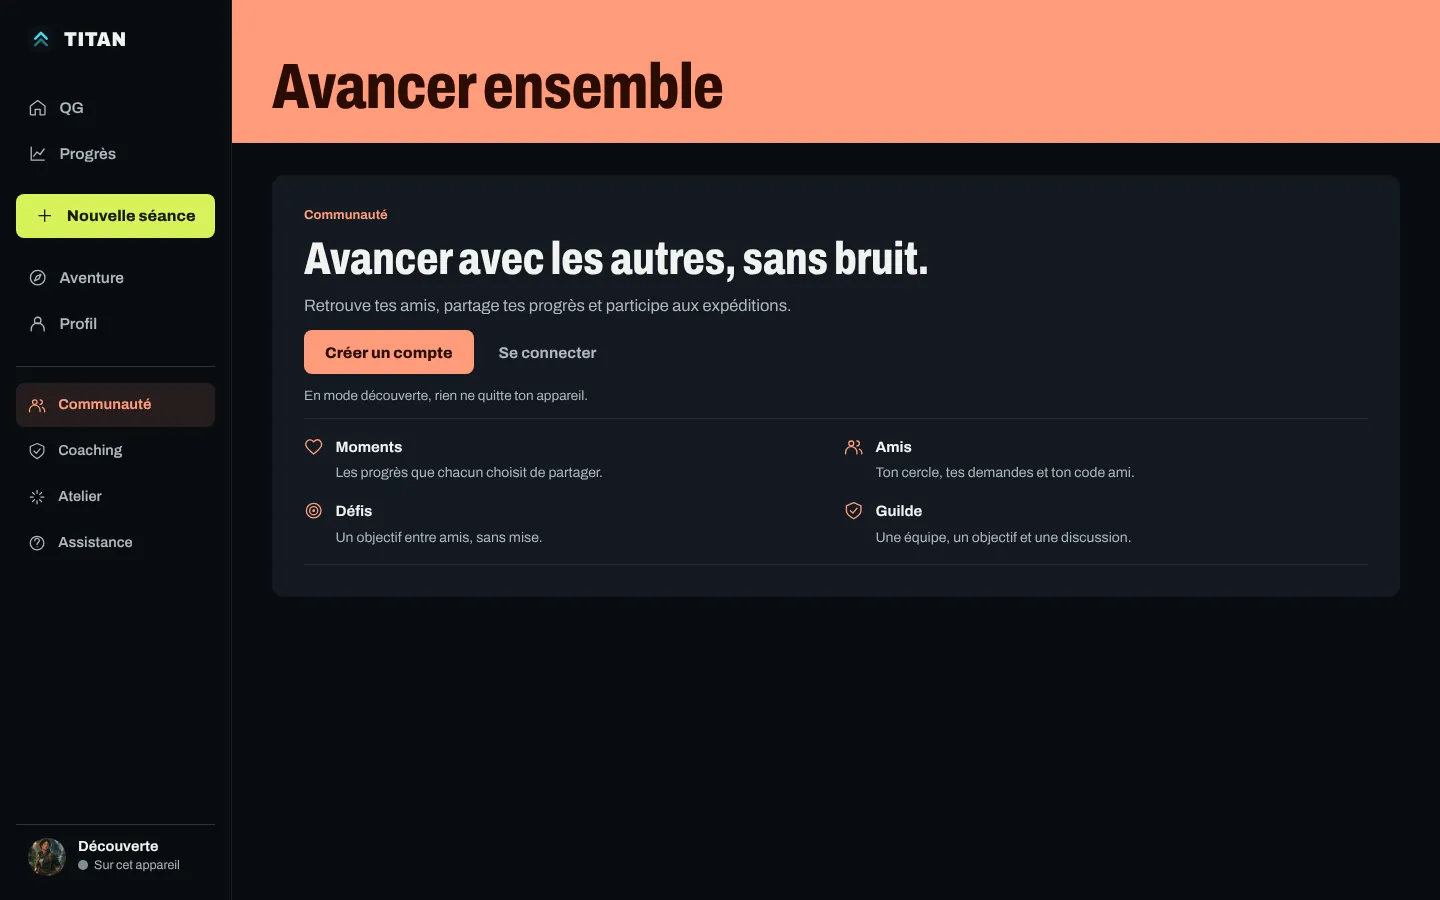 TITAN
QG
Progrès
Nouvelle séance
Aventure
Profil
Communauté
Coaching
Atelier
Assistance
Découverte
Sur cet appareil
Avancer ensemble
Communauté
Avancer avec les autres, sans bruit.
Retrouve tes amis, partage tes progrès et participe aux expéditions.
Créer un compte
Se connecter
En mode découverte, rien ne quitte ton appareil.
Moments
Les progrès que chacun choisit de partager.
Amis
Ton cercle, tes demandes et ton code ami.
Défis
Un objectif entre amis, sans mise.
Guilde
Une équipe, un objectif et une discussion.